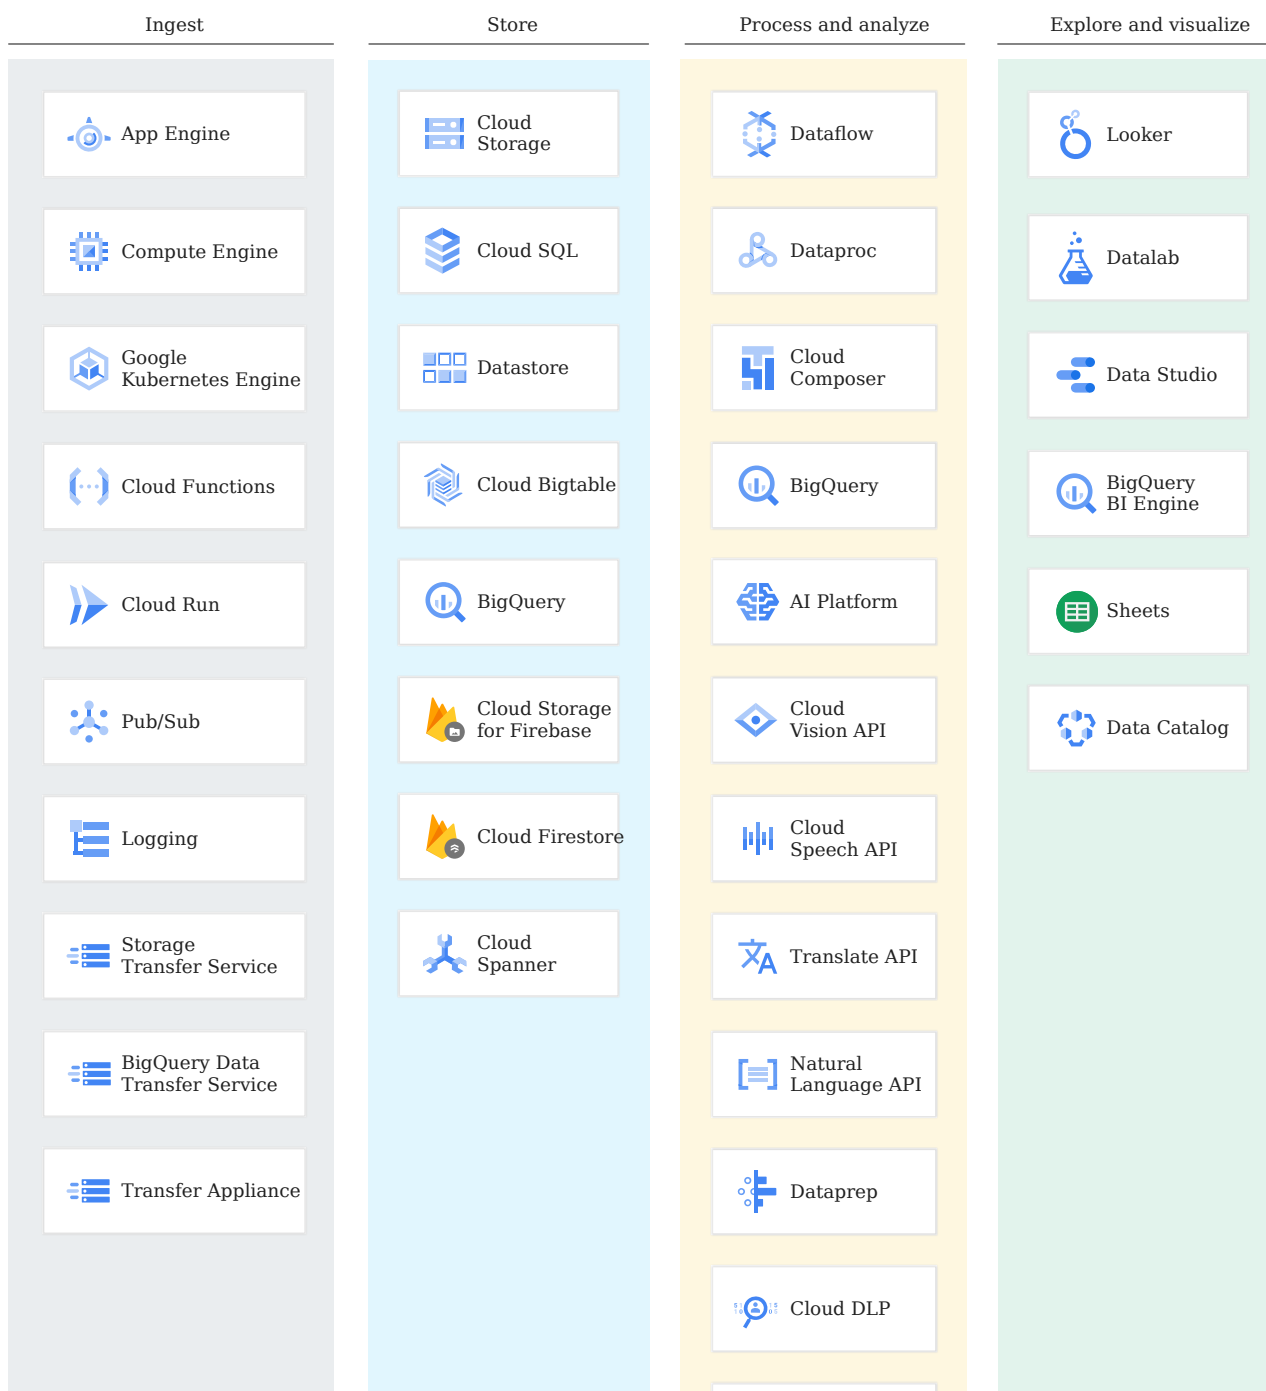 Ingest
App Engine
Compute Engine
Google
Kubernetes Engine
Cloud Functions
Cloud Run
Pub/Sub
Logging
Storage
Transfer Service
BigQuery Data
Transfer Service
Transfer Appliance
Store
Cloud
Storage
Cloud SQL
Datastore
Cloud Bigtable
BigQuery
Cloud Storage
for Firebase
Cloud Firestore
Cloud
Spanner
Process and analyze
Dataflow
Dataproc
Cloud
Composer
BigQuery
AI Platform
Cloud
Vision API
Cloud
Speech API
Translate API
Natural
Language API
Dataprep
Cloud DLP
Explore and visualize
Looker
Datalab
Data Studio
BigQuery
BI Engine
Sheets
Data Catalog